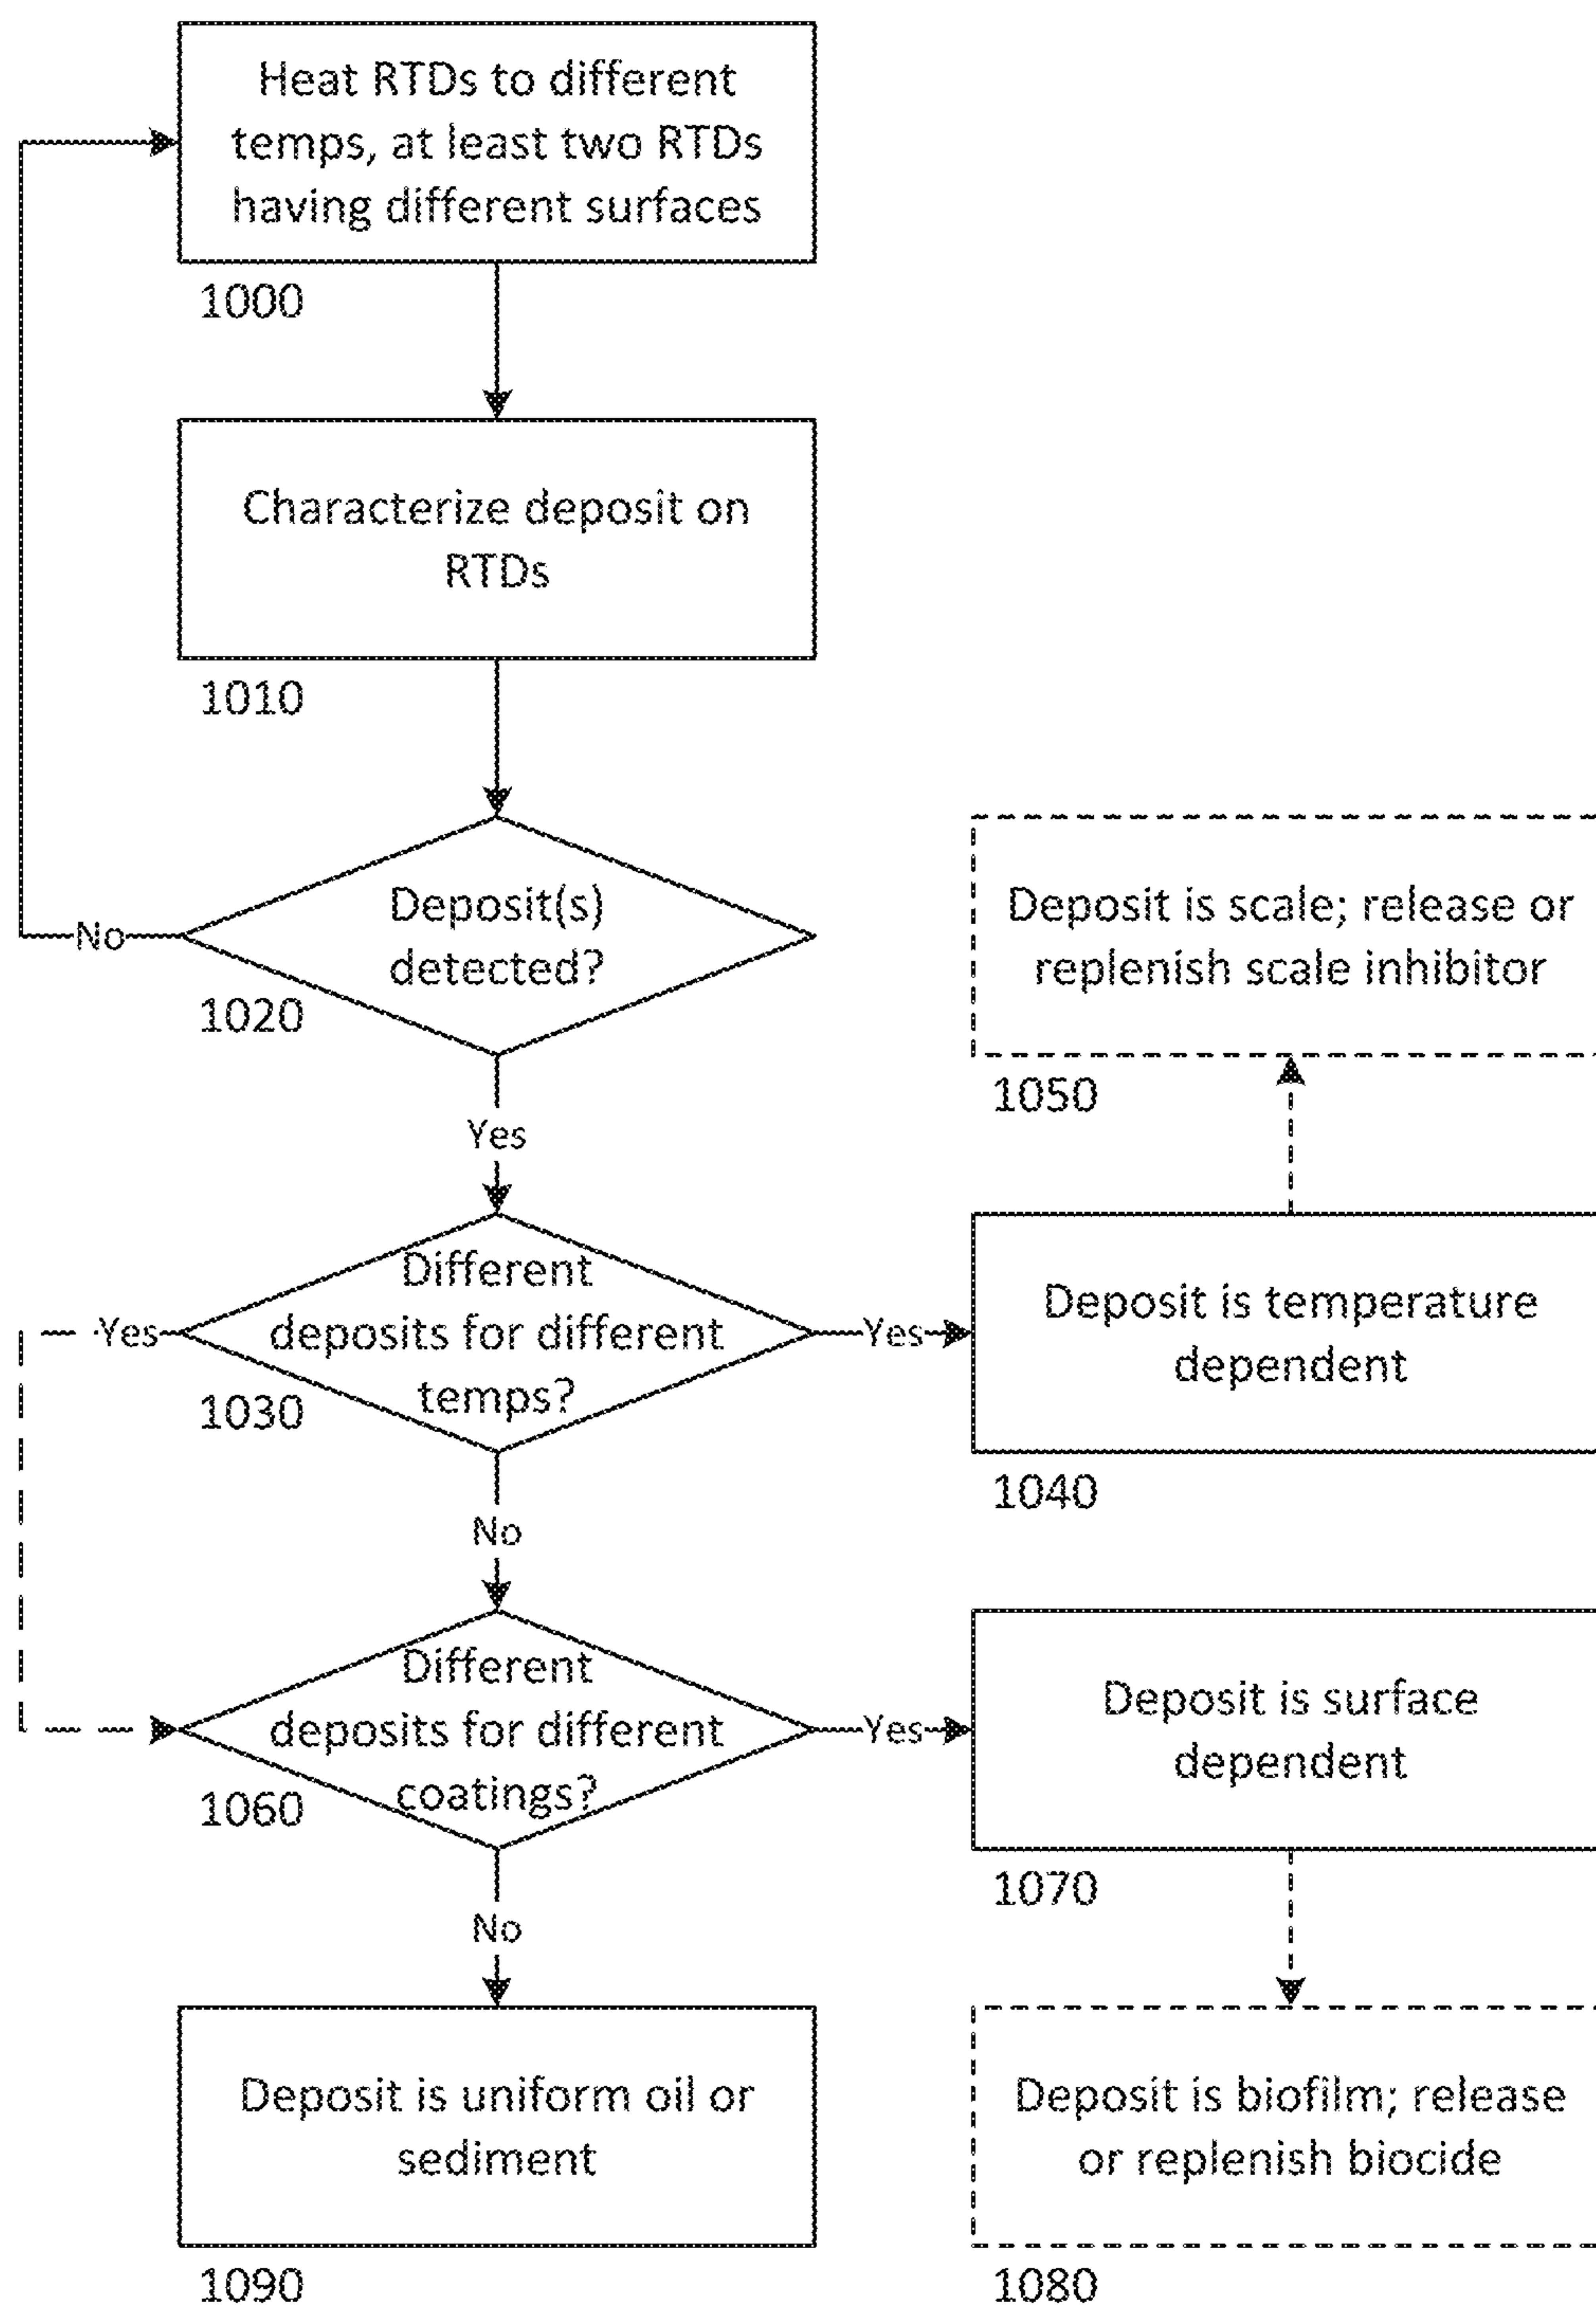 Heat RTDs to different
temps, at least two RTDs
having different surfaces
1000
Characterize deposit on
RTDs
1010
Deposit(s)
detected?
No
1020
Yes
Deposit is scale; release or
replenish scale inhibitor
1050
Different
deposits for different
temps?
Yes
Yes
1030
Deposit is temperature
dependent
1040
No
Different
deposits for different
coatings?
Yes
1060
Deposit is surface
dependent
1070
No
Deposit is uniform oil or
sediment
1090
Deposit is biofilm; release
or replenish biocide
1080